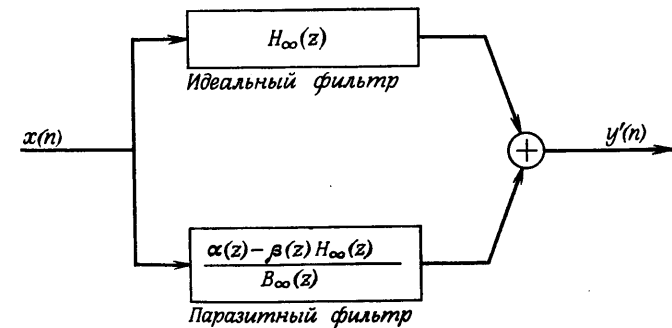 H∞(z)
Идеальный фильтр
x(n)
y'(n)
+
α(z)−β(z) H∞(z)
B∞(z)
Паразитный фильтр